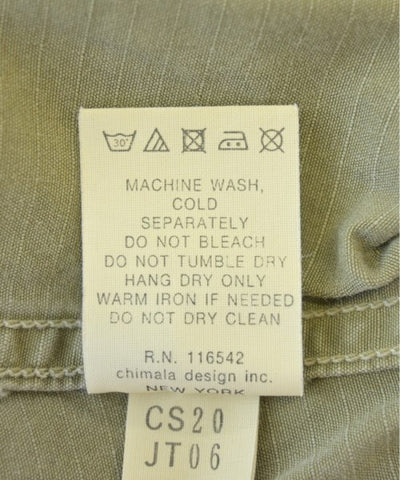 30°
MACHINE WASH,
COLD
SEPARATELY
DO NOT BLEACH
DO NOT TUMBLE DRY
HANG DRY ONLY
WARM IRON IF NEEDED
DO NOT DRY CLEAN
R.N. 116542
chimala design inc.
NEW YORK
CS20
JT06